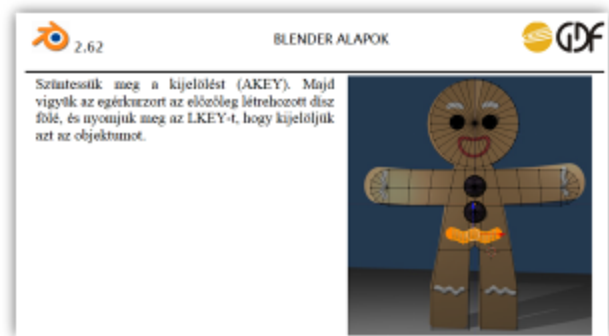 2.62
BLENDER ALAPOK
GDF
Szüntessük meg a kijelölést (AKEY). Majd
vigyük az egérkurzort az előzőleg létrehozott dísz
fölé, és nyomjuk meg az LKEY-t, hogy kijelöljük
azt az objektumot.